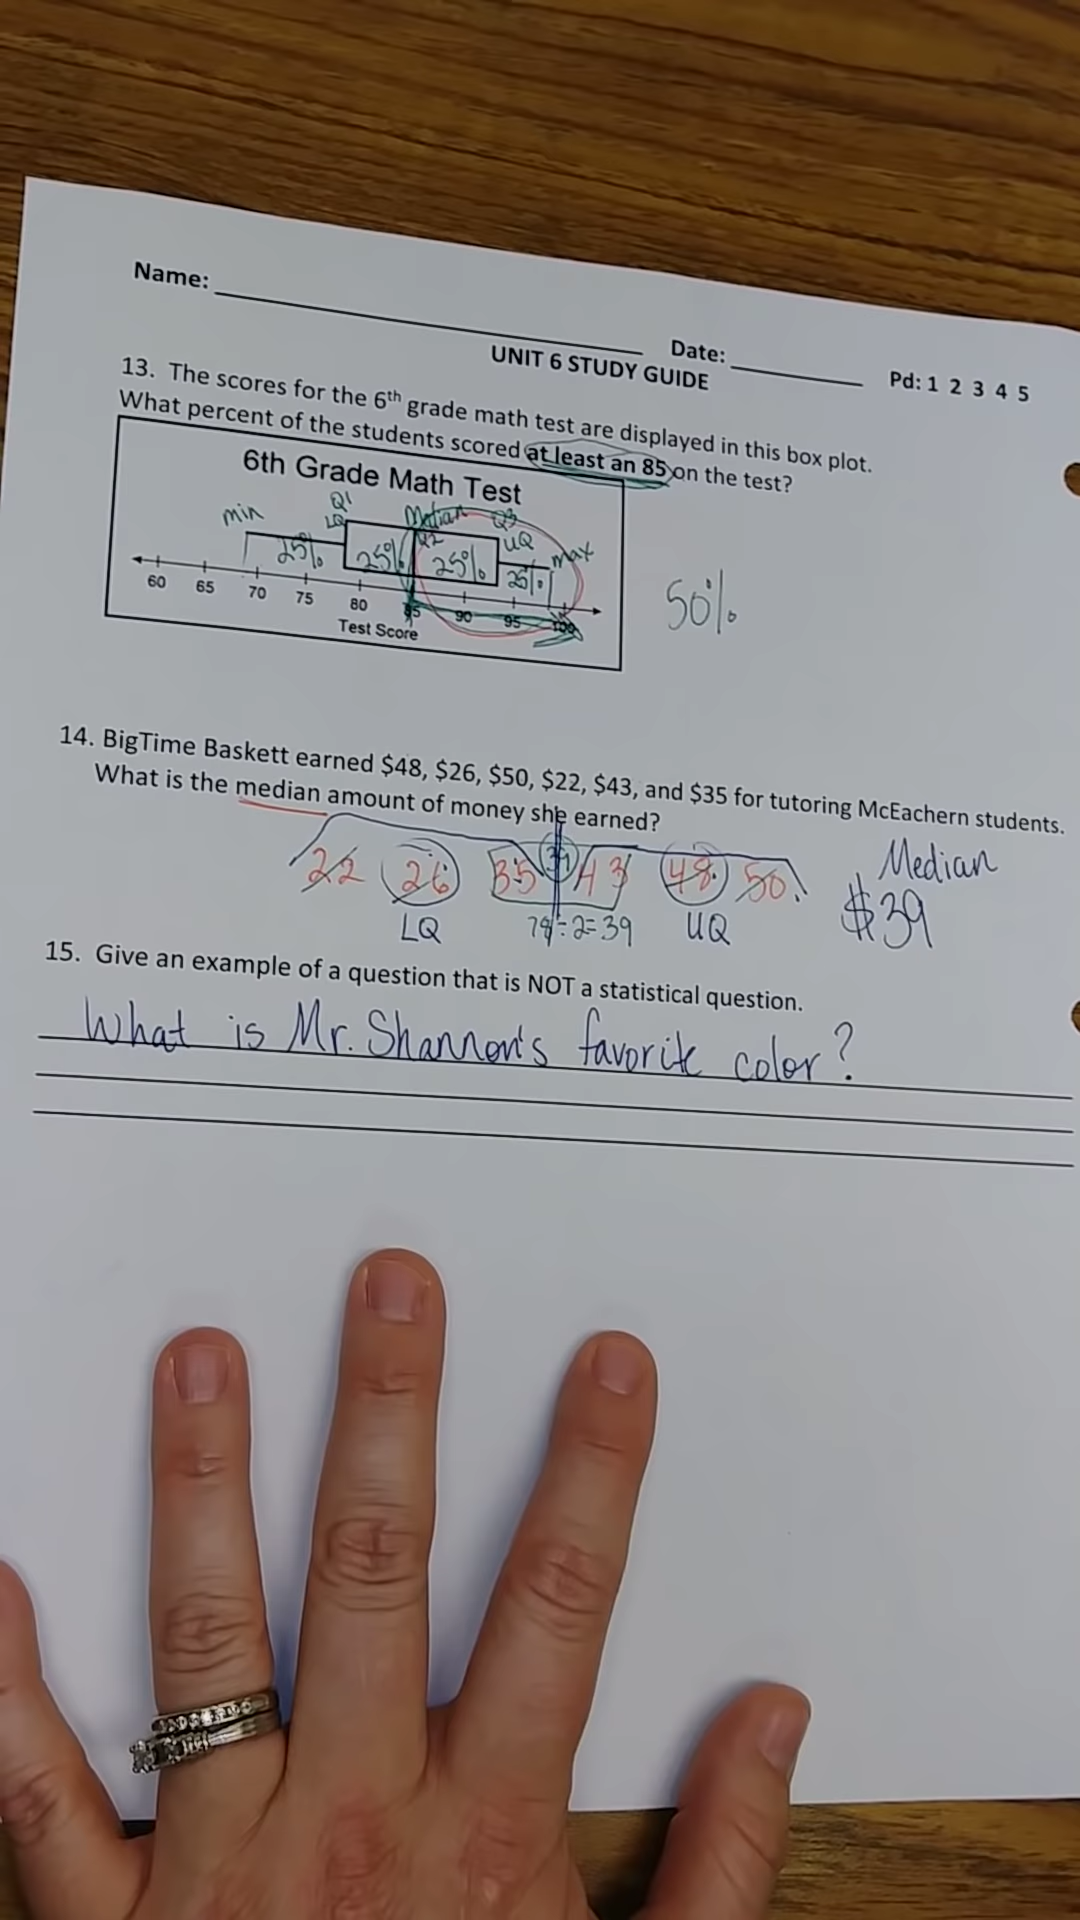 Name: ____________ Date: ____________ Pd: 1 2 3 4 5
UNIT 6 STUDY GUIDE
13. The scores for the 6th grade math test are displayed in this box plot.
What percent of the students scored at least an 85 on the test?
6th Grade Math Test
min Q1 LQ Median Q2 Q3 UQ max
25% 25% 25% 25%
60 65 70 75 80 85 90 95 100
Test Score
50%
14. BigTime Baskett earned $48, $26, $50, $22, $43, and $35 for tutoring McEachern students.
What is the median amount of money she earned?
22 26 35 39 43 48 50
LQ 78÷2=39 UQ
Median
$39
15. Give an example of a question that is NOT a statistical question.
What is Mr. Shannon's favorite color?